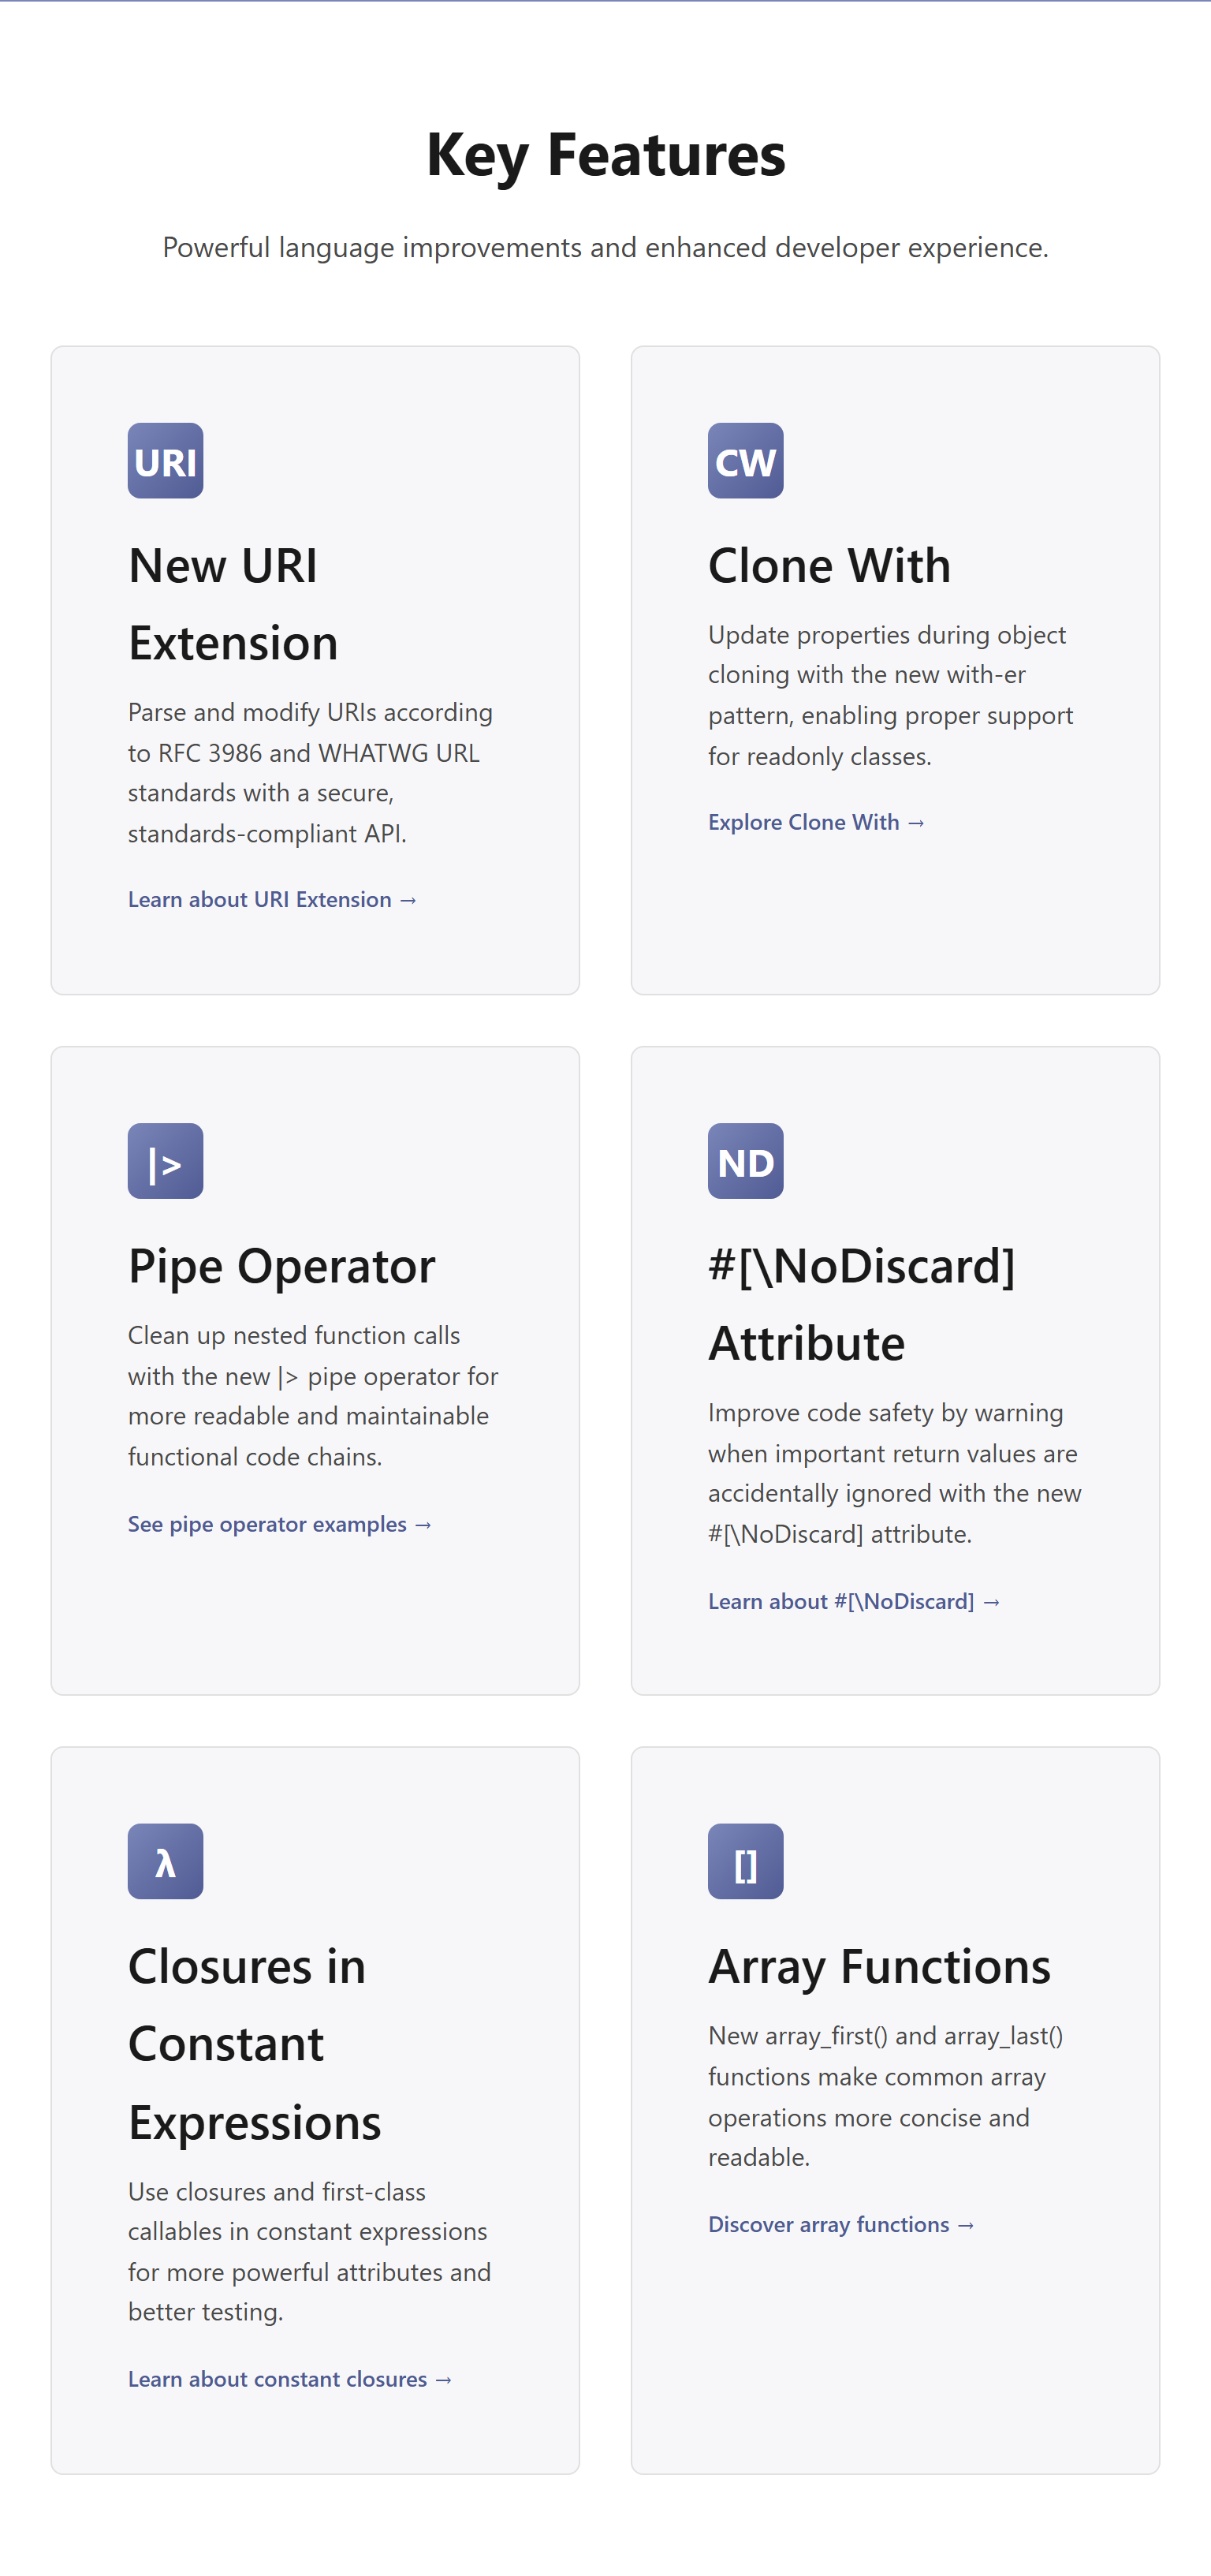 Key Features
Powerful language improvements and enhanced developer experience.
URI
New URI
Extension
Parse and modify URIs according
to RFC 3986 and WHATWG URL
standards with a secure,
standards-compliant API.
Learn about URI Extension →
CW
Clone With
Update properties during object
cloning with the new with-er
pattern, enabling proper support
for readonly classes.
Explore Clone With →
|>
Pipe Operator
Clean up nested function calls
with the new |> pipe operator for
more readable and maintainable
functional code chains.
See pipe operator examples →
ND
#[\NoDiscard]
Attribute
Improve code safety by warning
when important return values are
accidentally ignored with the new
#[\NoDiscard] attribute.
Learn about #[\NoDiscard] →
λ
Closures in
Constant
Expressions
Use closures and first-class
callables in constant expressions
for more powerful attributes and
better testing.
Learn about constant closures →
[]
Array Functions
New array_first() and array_last()
functions make common array
operations more concise and
readable.
Discover array functions →